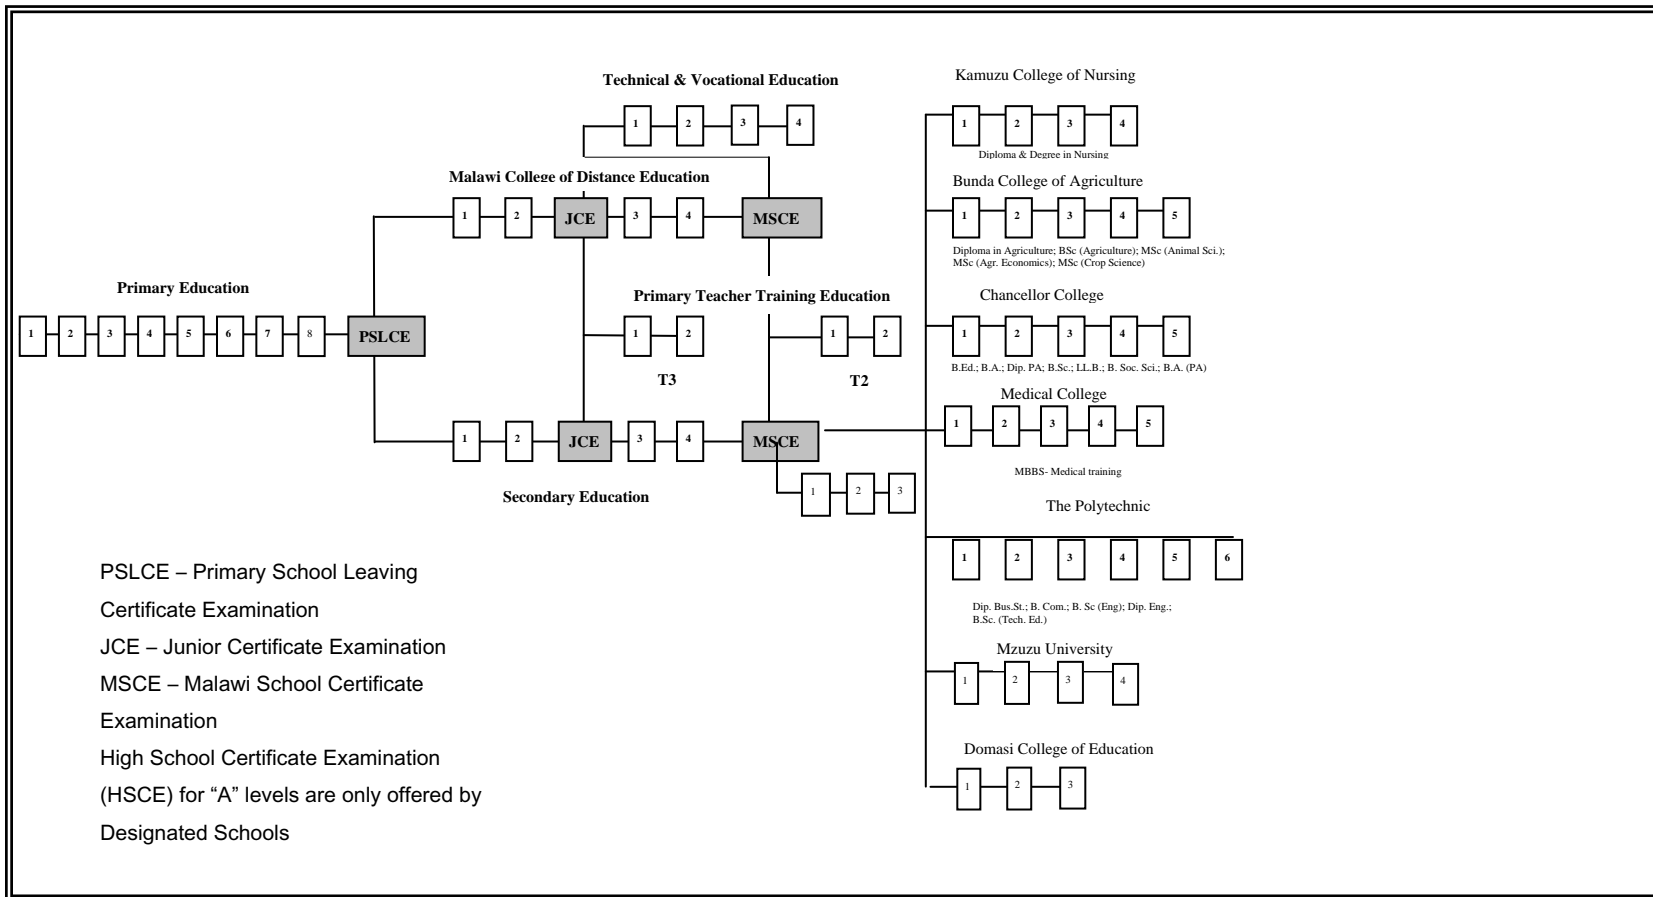 Technical & Vocational Education
1 2 3 4
Malawi College of Distance Education
1 2 JCE 3 4 MSCE
Primary Education
1 2 3 4 5 6 7 8 PSLCE
Primary Teacher Training Education
1 2 1 2
T3 T2
1 2 JCE 3 4 MSCE
1 2 3
Secondary Education
Kamuzu College of Nursing
1 2 3 4
Diploma & Degree in Nursing
Bunda College of Agriculture
1 2 3 4 5
Diploma in Agriculture; BSc (Agriculture); MSc (Animal Sci.);
MSc (Agr. Economics); MSc (Crop Science)
Chancellor College
1 2 3 4 5
B.Ed.; B.A.; Dip. PA; B.Sc.; LL.B.; B. Soc. Sci.; B.A. (PA)
Medical College
1 2 3 4 5
MBBS- Medical training
The Polytechnic
1 2 3 4 5 6
Dip. Bus.St.; B. Com.; B. Sc (Eng); Dip. Eng.;
B.Sc. (Tech. Ed.)
Mzuzu University
1 2 3 4
Domasi College of Education
1 2 3
PSLCE – Primary School Leaving
Certificate Examination
JCE – Junior Certificate Examination
MSCE – Malawi School Certificate
Examination
High School Certificate Examination
(HSCE) for “A” levels are only offered by
Designated Schools